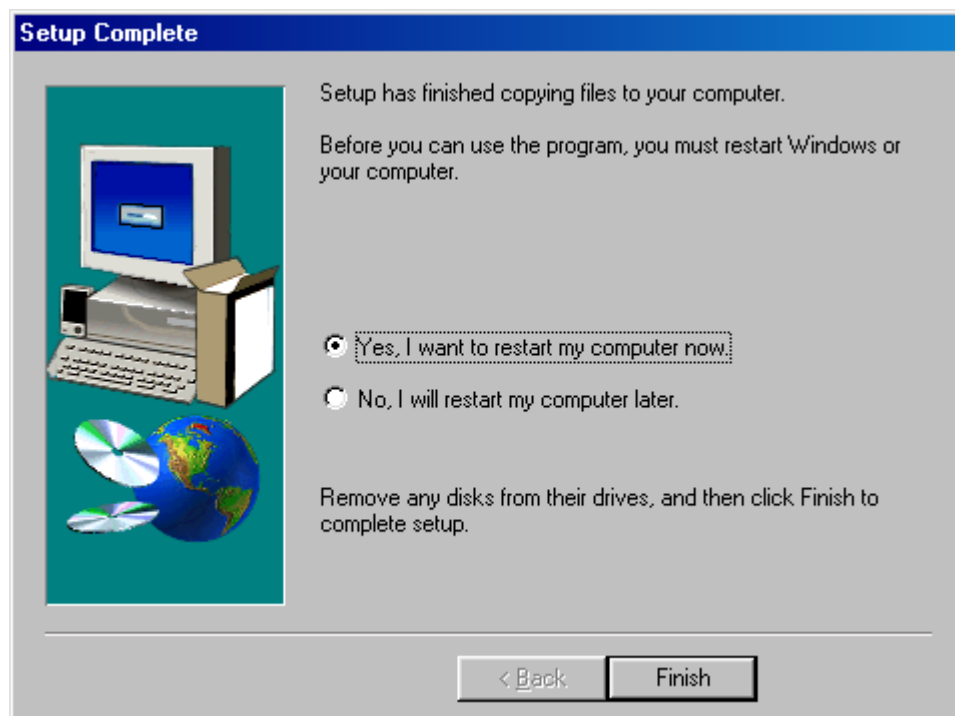 Setup Complete
Setup has finished copying files to your computer.
Before you can use the program, you must restart Windows or
your computer.
Yes, I want to restart my computer now.
No, I will restart my computer later.
Remove any disks from their drives, and then click Finish to
complete setup.
< Back
Finish